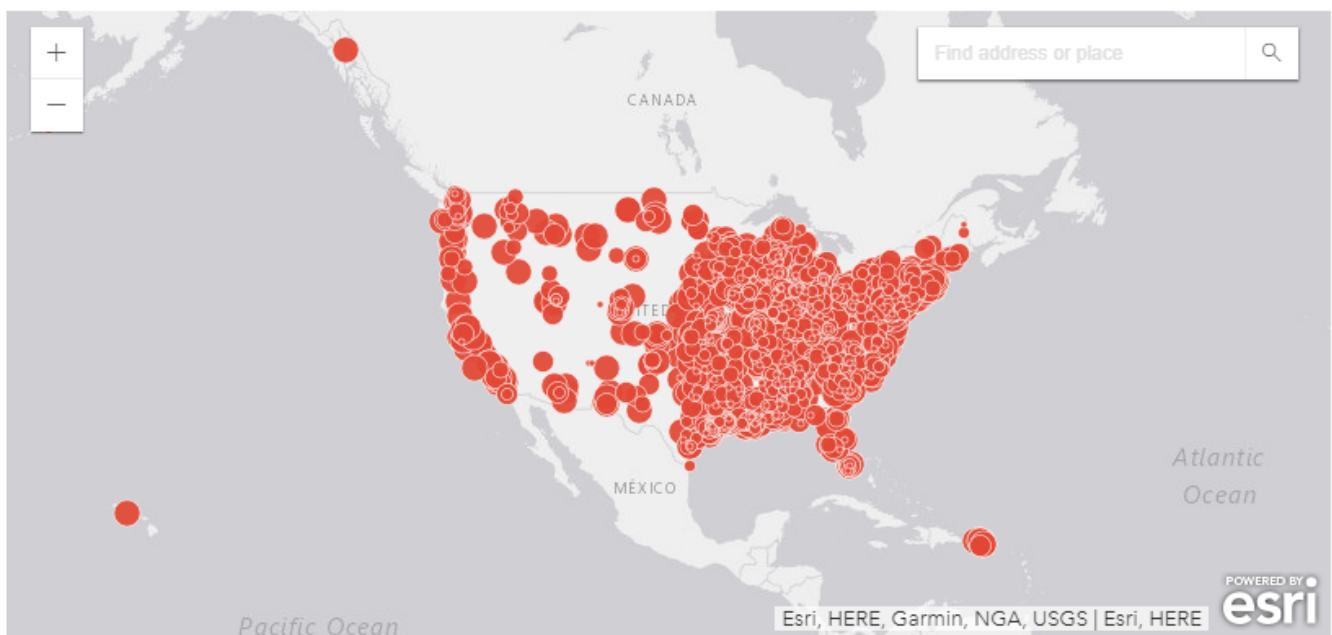 +
Find address or place
−
CANADA
UNITED
MÉXICO
Atlantic
Ocean
Pacific Ocean
POWERED BY
esri
Esri, HERE, Garmin, NGA, USGS | Esri, HERE